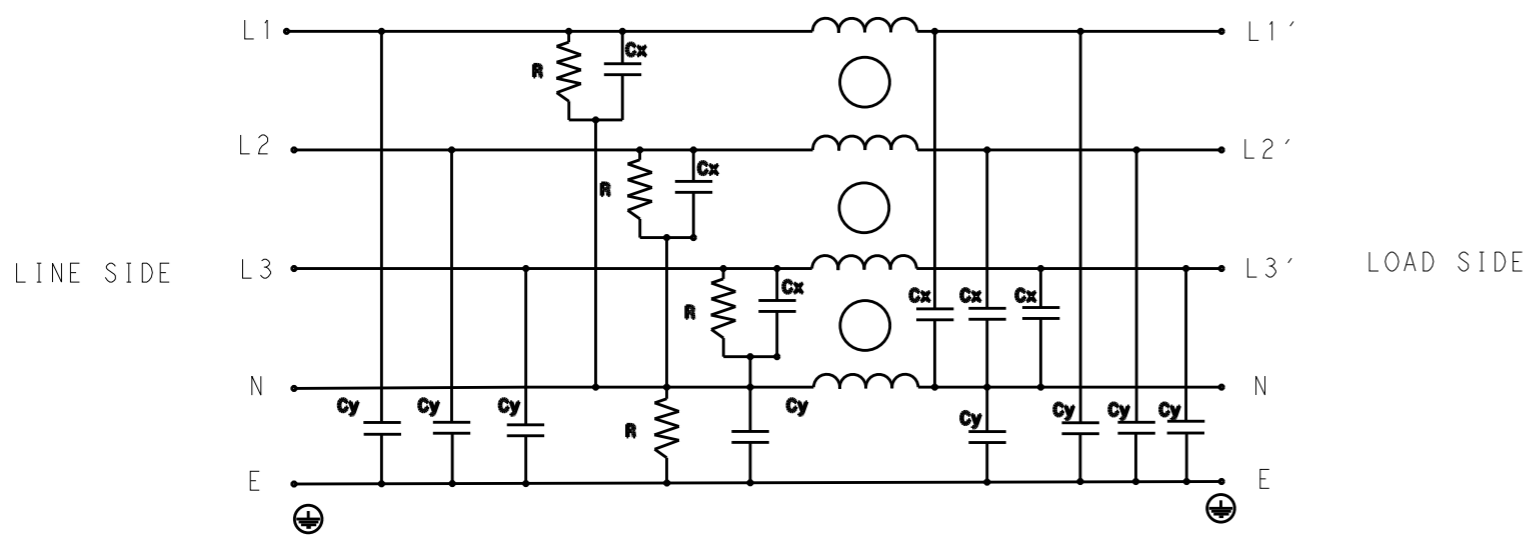 L1
Cx
R
L1′
L2
Cx
R
L2′
LINE SIDE
L3
Cx
R
Cx
Cx
Cx
L3′
LOAD SIDE
N
N
Cy
Cy
Cy
R
Cy
Cy
Cy
Cy
Cy
E
E